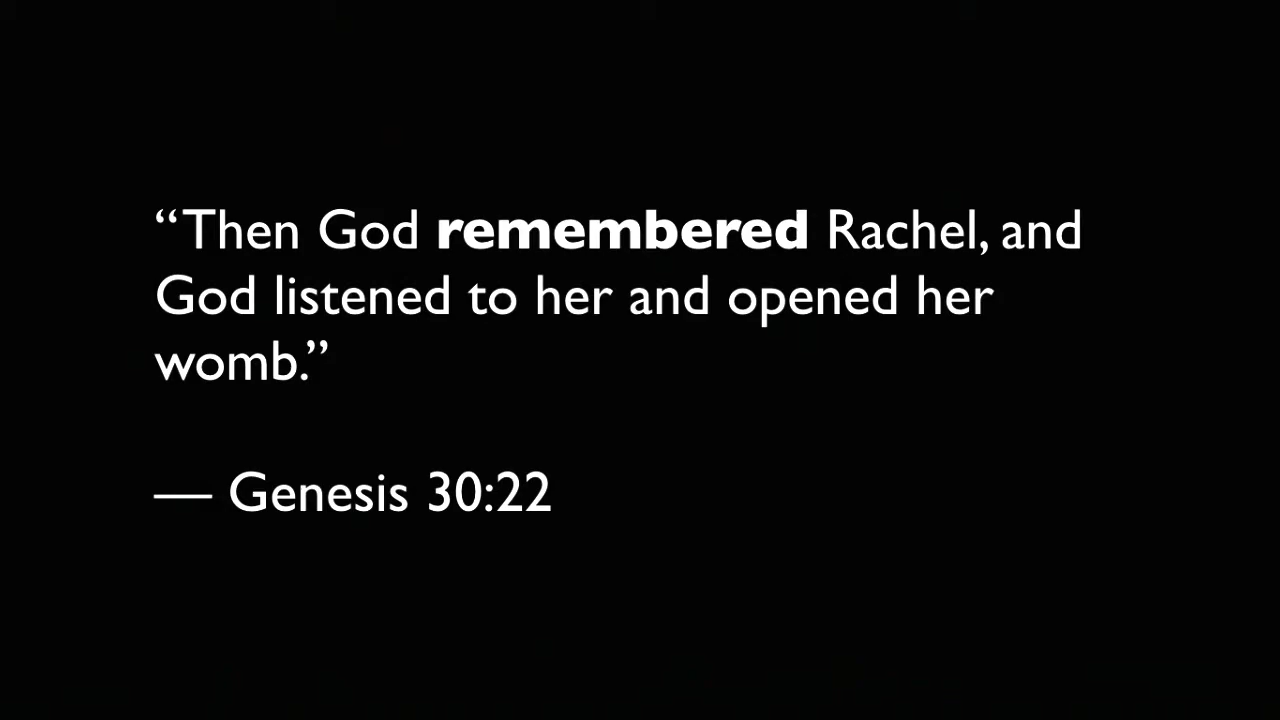 “Then God remembered Rachel, and
God listened to her and opened her
womb.”
— Genesis 30:22